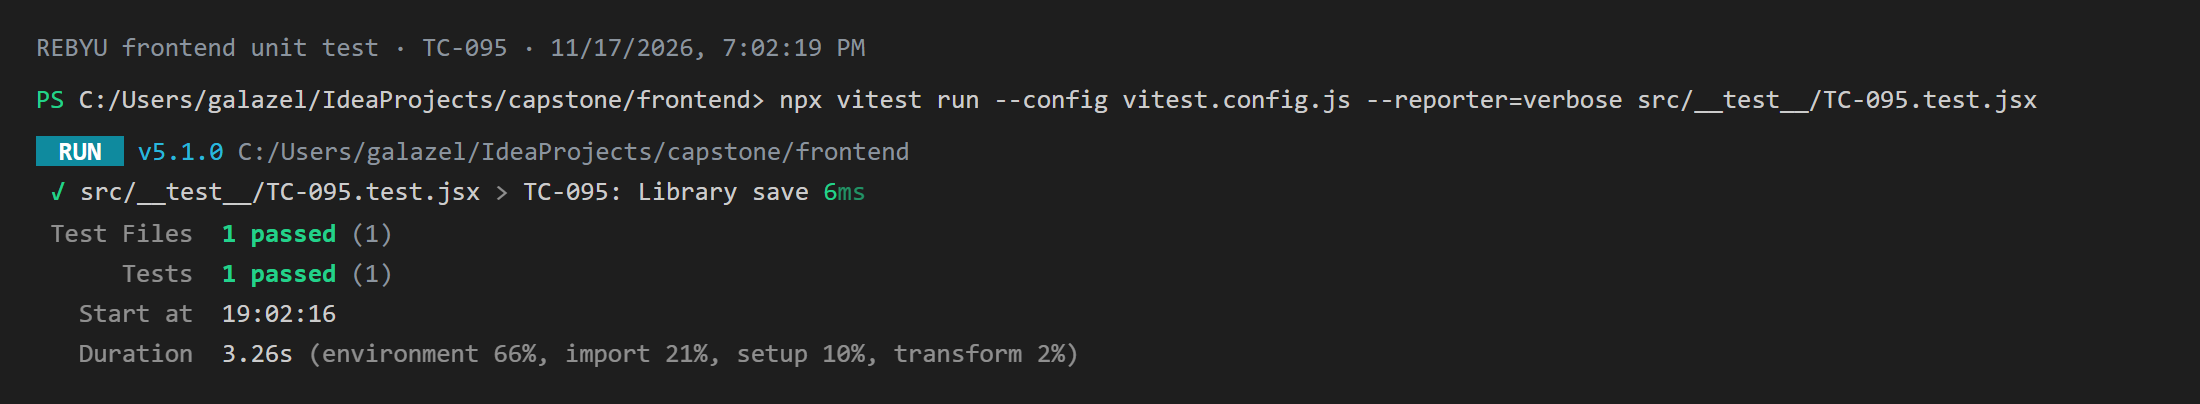 REBYU frontend unit test · TC-095 · 11/17/2026, 7:02:19 PM
PS C:/Users/galazel/IdeaProjects/capstone/frontend> npx vitest run --config vitest.config.js --reporter=verbose src/__test__/TC-095.test.jsx
RUN v5.1.0 C:/Users/galazel/IdeaProjects/capstone/frontend
✓ src/__test__/TC-095.test.jsx > TC-095: Library save 6ms
Test Files 1 passed (1)
Tests 1 passed (1)
Start at 19:02:16
Duration 3.26s (environment 66%, import 21%, setup 10%, transform 2%)